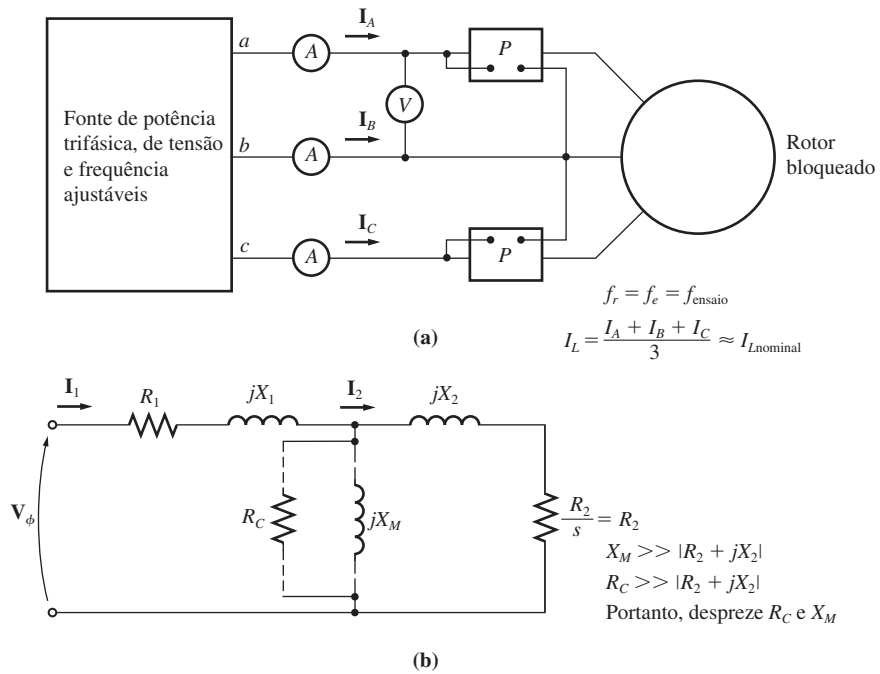 Fonte de potência
trifásica, de tensão
e frequência
ajustáveis
a
b
c
A
A
A
I_A
I_B
I_C
V
P
P
Rotor
bloqueado
f_r = f_e = f_ensaio
I_L = (I_A + I_B + I_C)/3 ≈ I_Lnominal
(a)
I_1
R_1
jX_1
I_2
jX_2
V_ϕ
R_C
jX_M
R_2/s = R_2
X_M >> |R_2 + jX_2|
R_C >> |R_2 + jX_2|
Portanto, despreze R_C e X_M
(b)